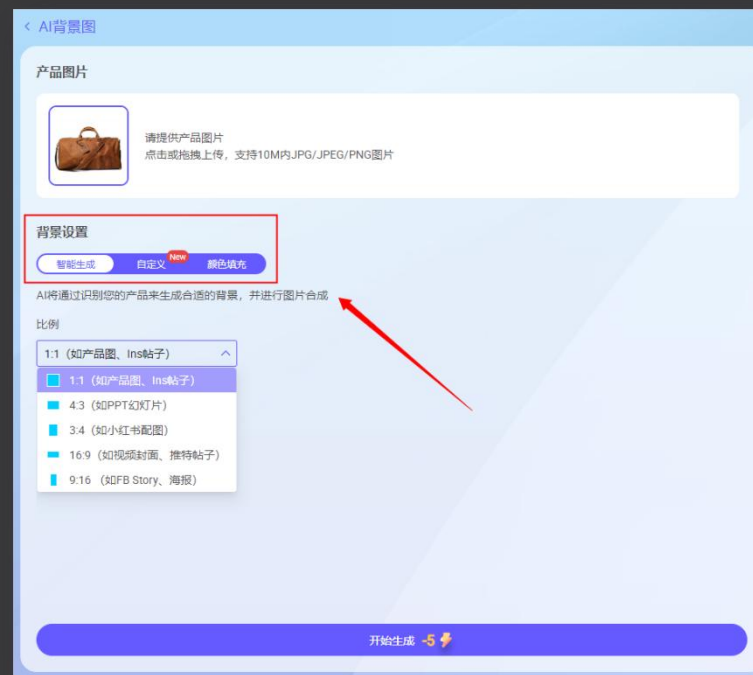 < AI背景图
产品图片
请提供产品图片
点击或拖拽上传，支持10M内JPG/JPEG/PNG图片
背景设置
智能生成 自定义 New 颜色填充
AI将通过识别您的产品来生成合适的背景，并进行图片合成
比例
1:1（如产品图、Ins帖子）
1:1（如产品图、Ins帖子）
4:3（如PPT幻灯片）
3:4（如小红书配图）
16:9（如视频封面、推特帖子）
9:16 （如FB Story、海报）
开始生成 -5